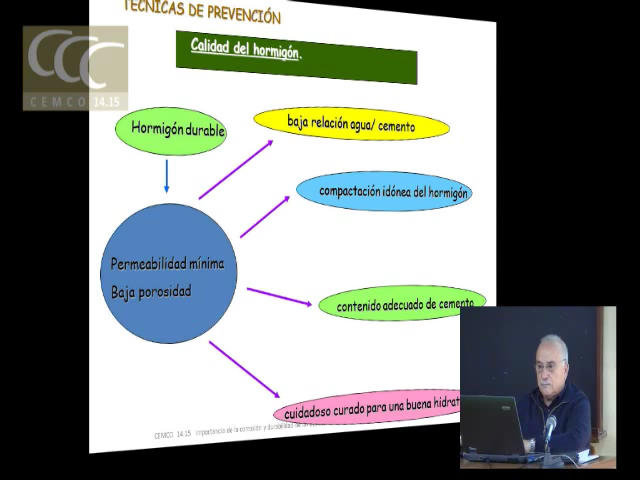 TECNICAS DE PREVENCIÓN
Calidad del hormigón.
CCC
CEMCO 14.15
Hormigón durable
baja relación agua/ cemento
compactación idónea del hormigón
Permeabilidad mínima
Baja porosidad
contenido adecuado de cemento
cuidadoso curado para una buena hidrat
CEMCO 14.15 Importancia de la corrosión y durabilidad de